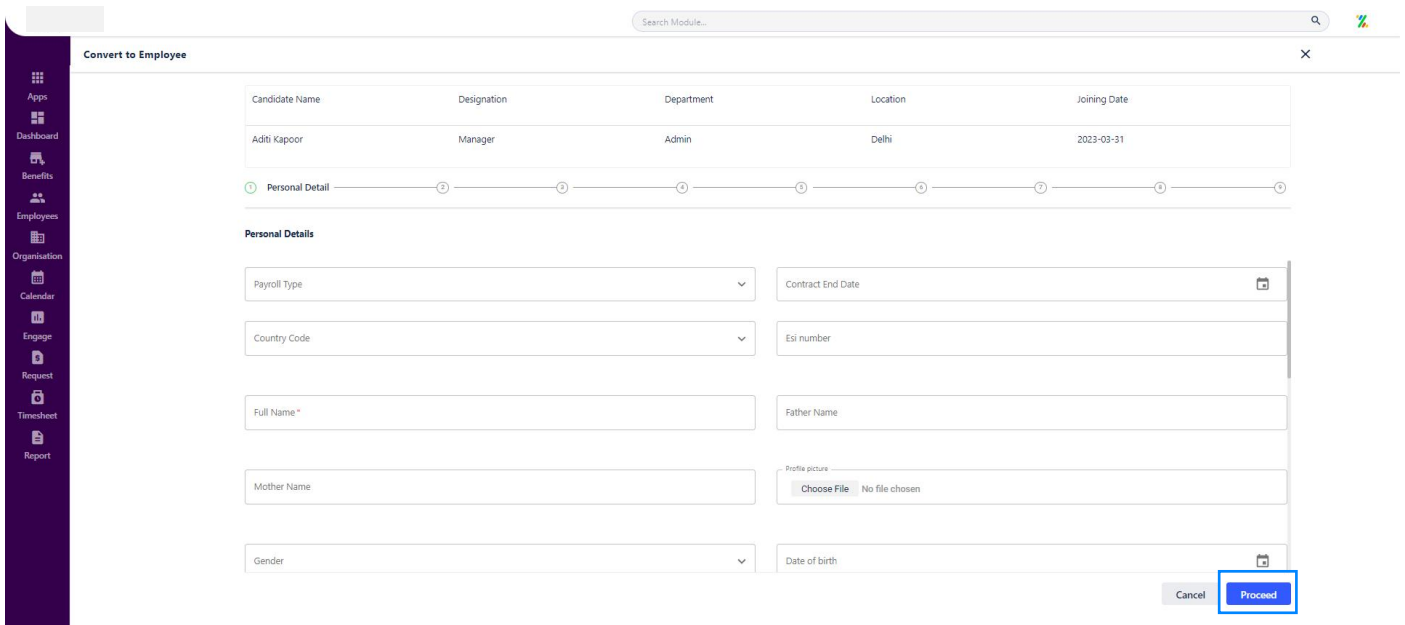 Search Module...
Convert to Employee
Apps
Dashboard
Benefits
Employees
Organisation
Calendar
Engage
Request
Timesheet
Report
Candidate Name Designation Department Location Joining Date
Aditi Kapoor Manager Admin Delhi 2023-03-31
1 Personal Detail 2 3 4 5 6 7 8 9
Personal Details
Payroll Type Contract End Date
Country Code Esi number
Full Name* Father Name
Mother Name Profile picture
Choose File No file chosen
Gender Date of birth
Cancel Proceed